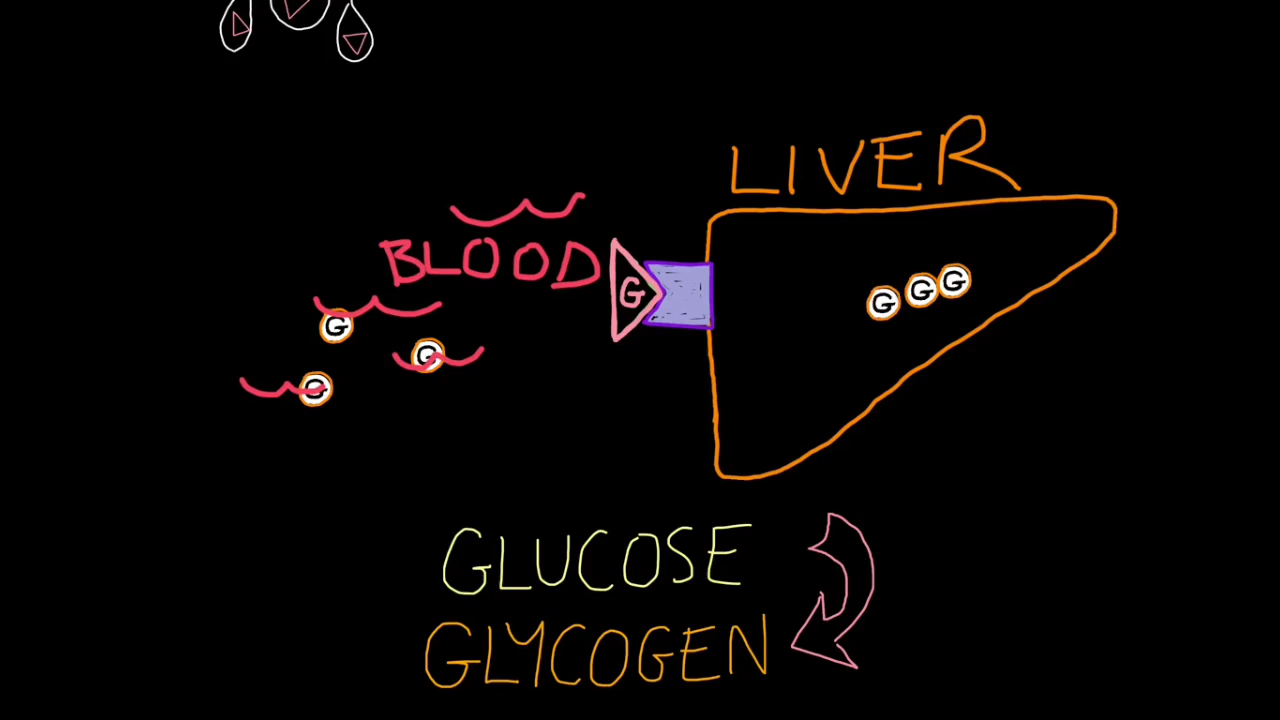 LIVER
BLOOD
G
G G G
G
G
G
GLUCOSE
GLYCOGEN